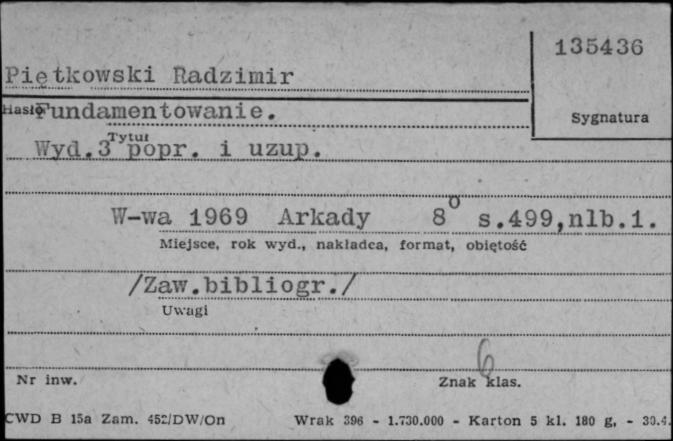 135436
Piętkowski Radzimir
Hasło Fundamentowanie.
Sygnatura
Tytuł
Wyd.3 popr. i uzup.
W-wa 1969 Arkady 8° s.499,nlb.1.
Miejsce, rok wyd., nakładca, format, objętość
/Zaw.bibliogr./
Uwagi
6
Nr inw. Znak klas.
CWD B 15a Zam. 452/DW/On Wrak 396 - 1.730.000 - Karton 5 kl. 180 g, - 30.4.